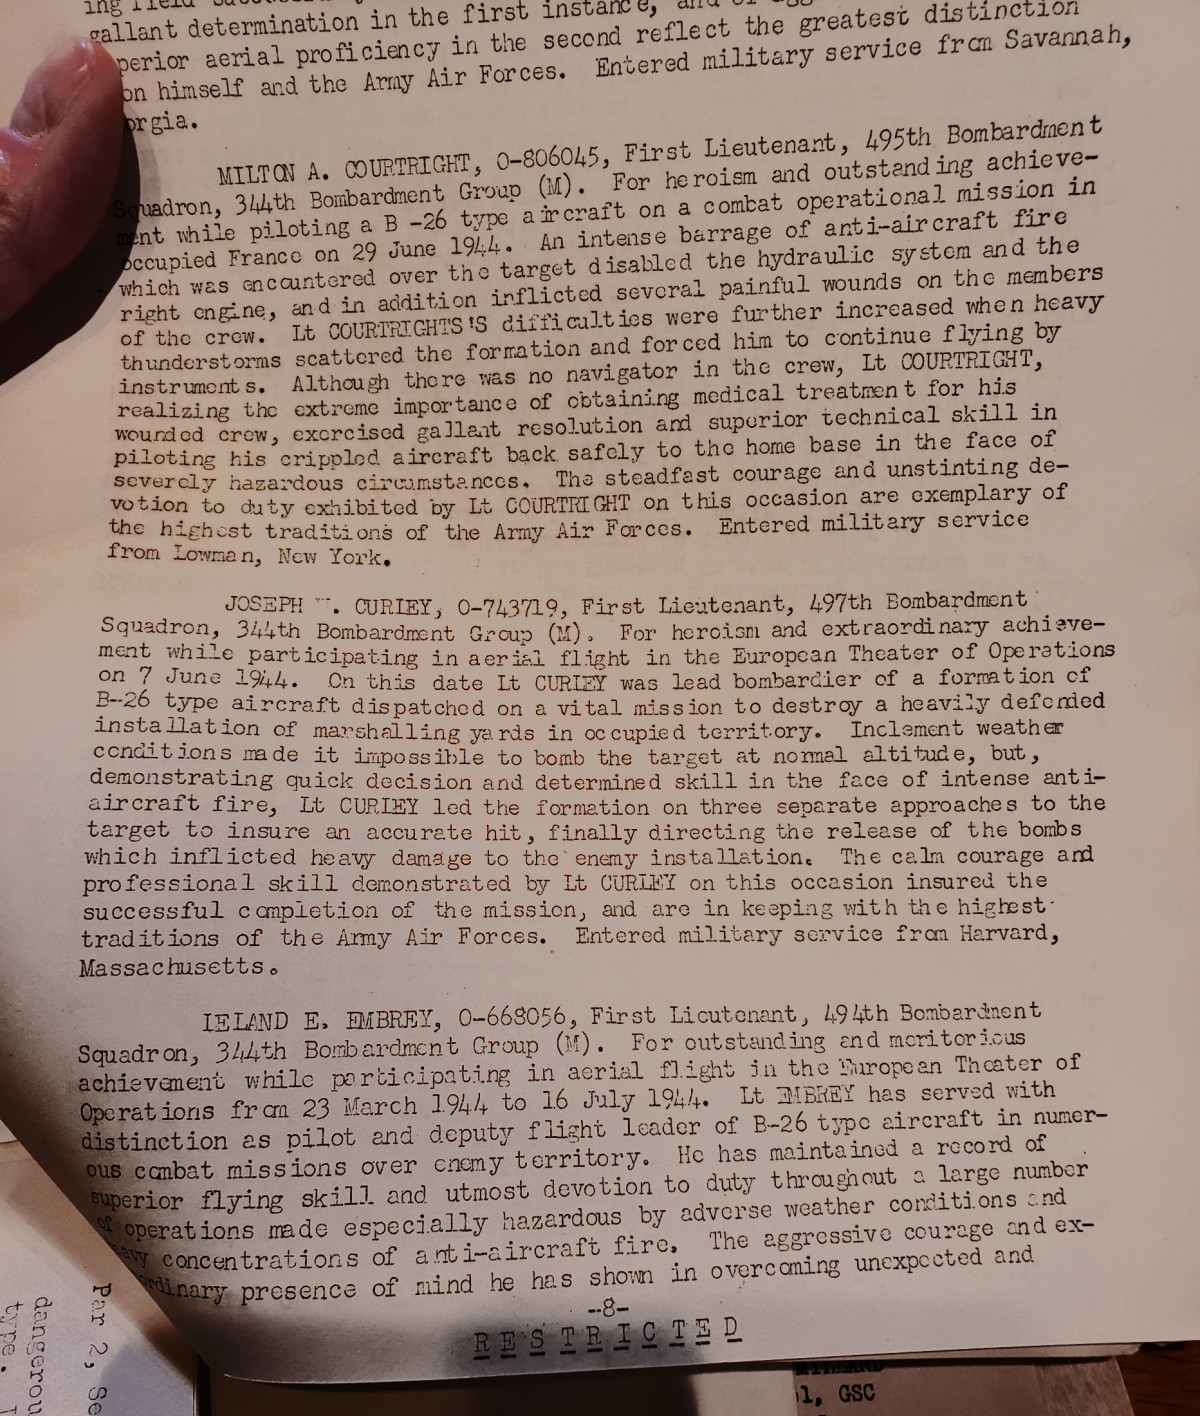 gallant determination in the first instance, and
perior aerial proficiency in the second reflect the greatest distinction
on himself and the Army Air Forces. Entered military service from Savannah,
orgia.
MILTON A. COURTRIGHT, O-806045, First Lieutenant, 495th Bombardment
Squadron, 344th Bombardment Group (M). For heroism and outstanding achieve-
ment while piloting a B -26 type aircraft on a combat operational mission in
occupied France on 29 June 1944. An intense barrage of anti-aircraft fire
which was encountered over the target disabled the hydraulic system and the
right engine, and in addition inflicted several painful wounds on the members
of the crew. Lt COURTRIGHTS'S difficulties were further increased when heavy
thunderstorms scattered the formation and forced him to continue flying by
instruments. Although there was no navigator in the crew, Lt COURTRIGHT,
realizing the extreme importance of obtaining medical treatment for his
wounded crew, exercised gallant resolution and superior technical skill in
piloting his crippled aircraft back safely to the home base in the face of
severely hazardous circumstances. The steadfast courage and unstinting de-
votion to duty exhibited by Lt COURTRIGHT on this occasion are exemplary of
the highest traditions of the Army Air Forces. Entered military service
from Lowman, New York.
JOSEPH . CURLEY, O-743719, First Lieutenant, 497th Bombardment
Squadron, 344th Bombardment Group (M). For heroism and extraordinary achieve-
ment while participating in aerial flight in the European Theater of Operations
on 7 June 1944. On this date Lt CURLEY was lead bombardier of a formation of
B--26 type aircraft dispatched on a vital mission to destroy a heavily defended
installation of marshalling yards in occupied territory. Inclement weather
conditions made it impossible to bomb the target at normal altitude, but,
demonstrating quick decision and determined skill in the face of intense anti-
aircraft fire, Lt CURLEY led the formation on three separate approaches to the
target to insure an accurate hit, finally directing the release of the bombs
which inflicted heavy damage to the enemy installation. The calm courage and
professional skill demonstrated by Lt CURLEY on this occasion insured the
successful completion of the mission, and are in keeping with the highest
traditions of the Army Air Forces. Entered military service from Harvard,
Massachusetts.
LELAND E. EMBREY, O-668056, First Lieutenant, 494th Bombardment
Squadron, 344th Bombardment Group (M). For outstanding and meritorious
achievement while participating in aerial flight in the European Theater of
Operations from 23 March 1944 to 16 July 1944. Lt EMBREY has served with
distinction as pilot and deputy flight leader of B-26 type aircraft in numer-
ous combat missions over enemy territory. He has maintained a record of
superior flying skill and utmost devotion to duty throughout a large number
of operations made especially hazardous by adverse weather conditions and
avy concentrations of anti-aircraft fire. The aggressive courage and ex-
ordinary presence of mind he has shown in overcoming unexpected and
--8-
RESTRICTED
Par 2, Se
dangerou
type.
l, GSC